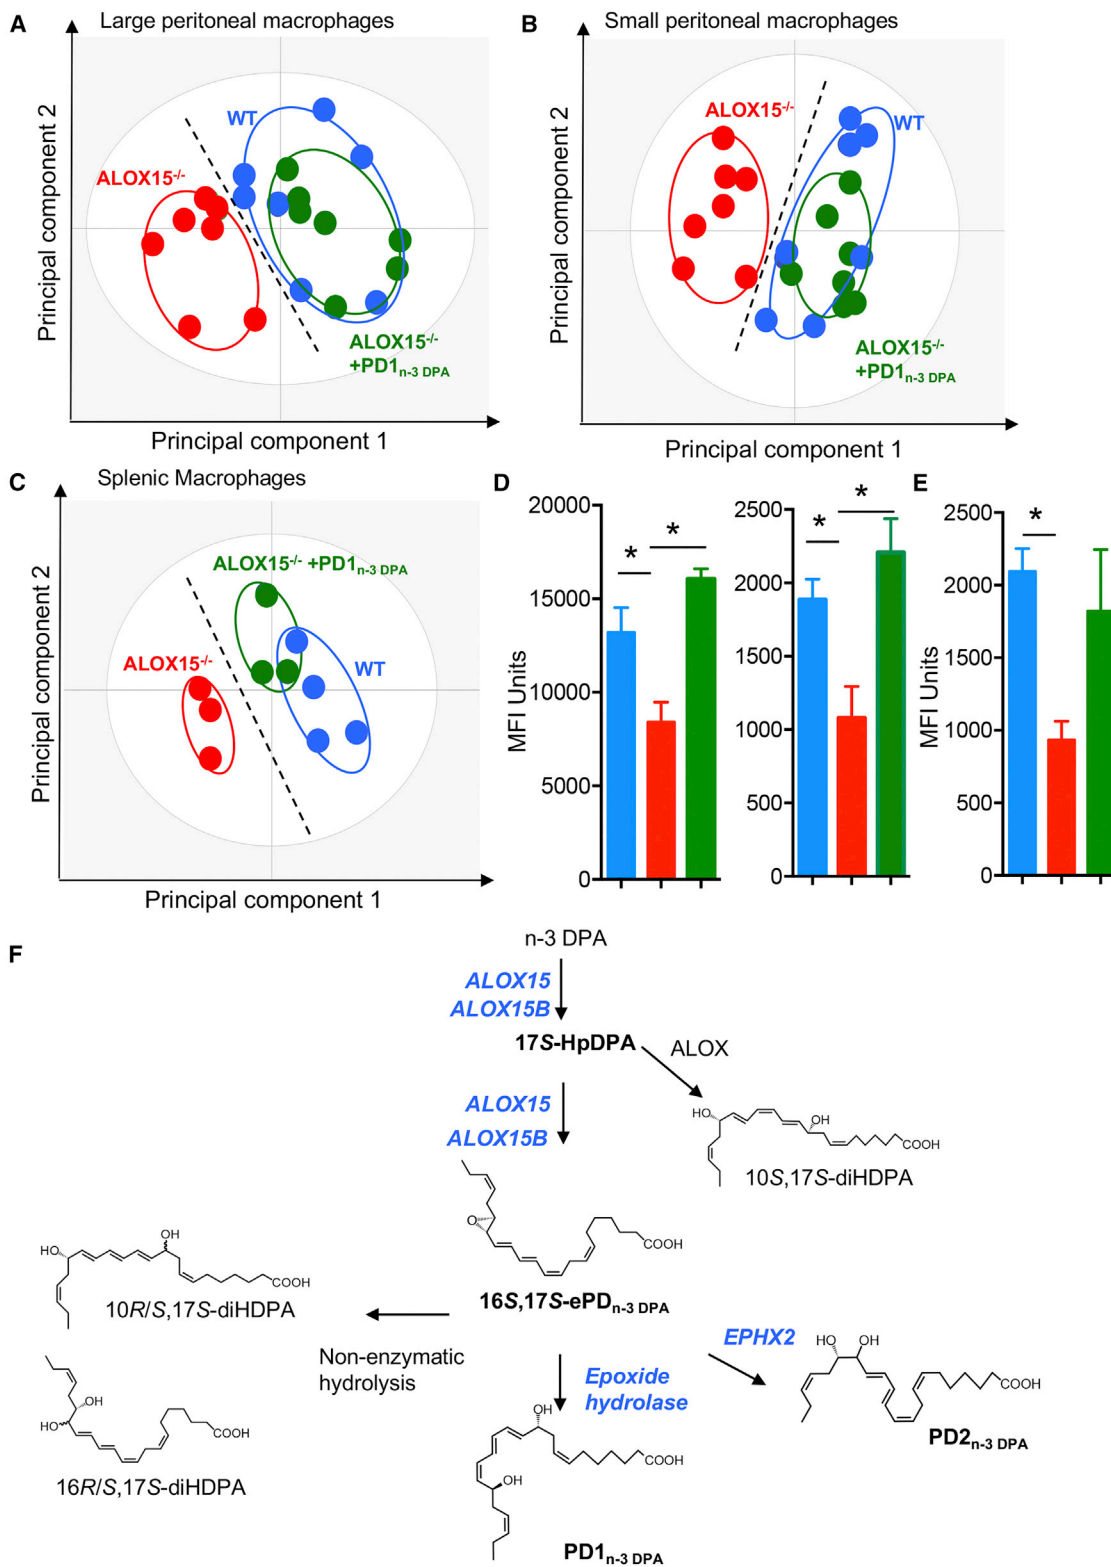 A
Large peritoneal macrophages
Principal component 2
WT
ALOX15-/-
ALOX15-/-
+PD1n-3 DPA
Principal component 1
B
Small peritoneal macrophages
Principal component 2
ALOX15-/-
WT
ALOX15-/-
+PD1n-3 DPA
Principal component 1
C
Splenic Macrophages
Principal component 2
ALOX15-/- +PD1n-3 DPA
ALOX15-/-
WT
Principal component 1
D
MFI Units
20000
15000
10000
5000
0
*
*
2500
2000
1500
1000
500
0
*
*
E
MFI Units
2500
2000
1500
1000
500
0
*
F
n-3 DPA
ALOX15
ALOX15B
17S-HpDPA
ALOX
ALOX15
ALOX15B
HO
OH
COOH
10S,17S-diHDPA
O
COOH
16S,17S-ePDn-3 DPA
HO
OH
COOH
10R/S,17S-diHDPA
Non-enzymatic
hydrolysis
OH
HO
COOH
16R/S,17S-diHDPA
Epoxide
hydrolase
OH
COOH
OH
PD1n-3 DPA
EPHX2
HO
OH
COOH
PD2n-3 DPA